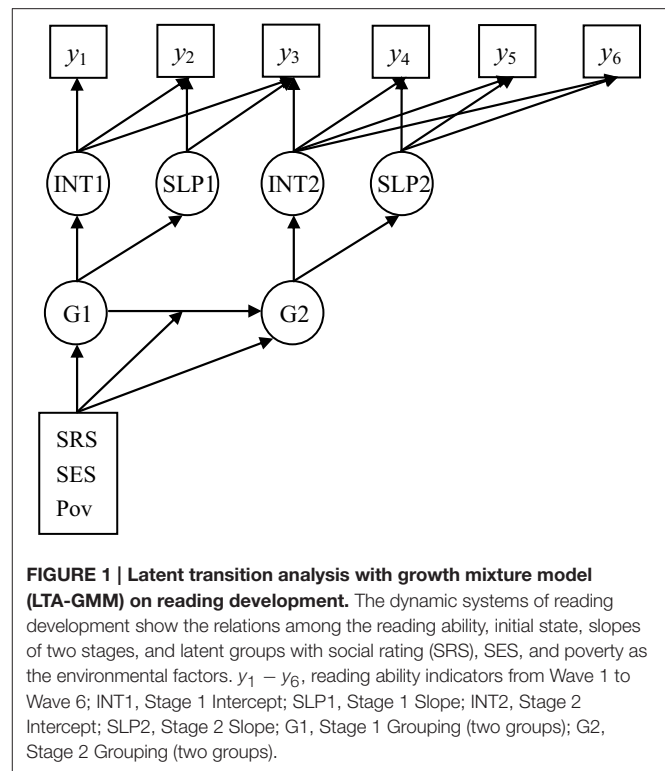 y1 y2 y3 y4 y5 y6
INT1 SLP1 INT2 SLP2
G1 G2
SRS
SES
Pov
FIGURE 1 | Latent transition analysis with growth mixture model
(LTA-GMM) on reading development. The dynamic systems of reading
development show the relations among the reading ability, initial state, slopes
of two stages, and latent groups with social rating (SRS), SES, and poverty as
the environmental factors. y1 − y6, reading ability indicators from Wave 1 to
Wave 6; INT1, Stage 1 Intercept; SLP1, Stage 1 Slope; INT2, Stage 2
Intercept; SLP2, Stage 2 Slope; G1, Stage 1 Grouping (two groups); G2,
Stage 2 Grouping (two groups).